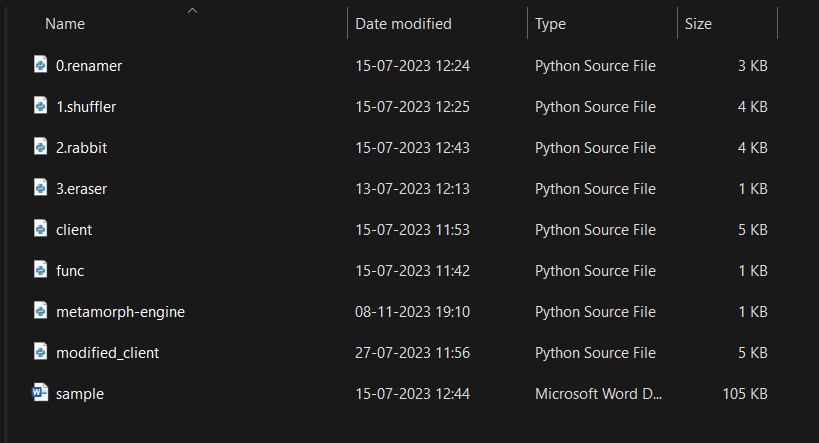 Name Date modified Type Size
0.renamer 15-07-2023 12:24 Python Source File 3 KB
1.shuffler 15-07-2023 12:25 Python Source File 4 KB
2.rabbit 15-07-2023 12:43 Python Source File 4 KB
3.eraser 13-07-2023 12:13 Python Source File 1 KB
client 15-07-2023 11:53 Python Source File 5 KB
func 15-07-2023 11:42 Python Source File 1 KB
metamorph-engine 08-11-2023 19:10 Python Source File 1 KB
modified_client 27-07-2023 11:56 Python Source File 5 KB
sample 15-07-2023 12:44 Microsoft Word D... 105 KB